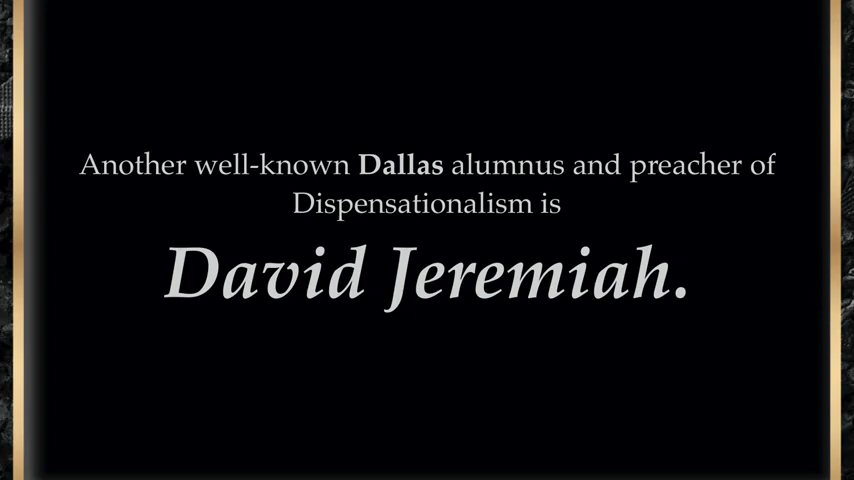 Another well-known Dallas alumnus and preacher of
Dispensationalism is
David Jeremiah.